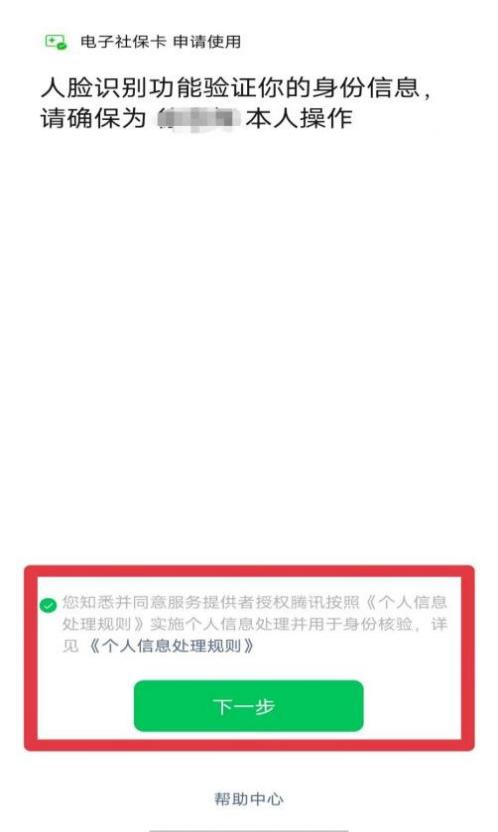 电子社保卡 申请使用
人脸识别功能验证你的身份信息，
请确保为 本人操作
您知悉并同意服务提供者授权腾讯按照《个人信息
处理规则》实施个人信息处理并用于身份核验，详
见《个人信息处理规则》
下一步
帮助中心